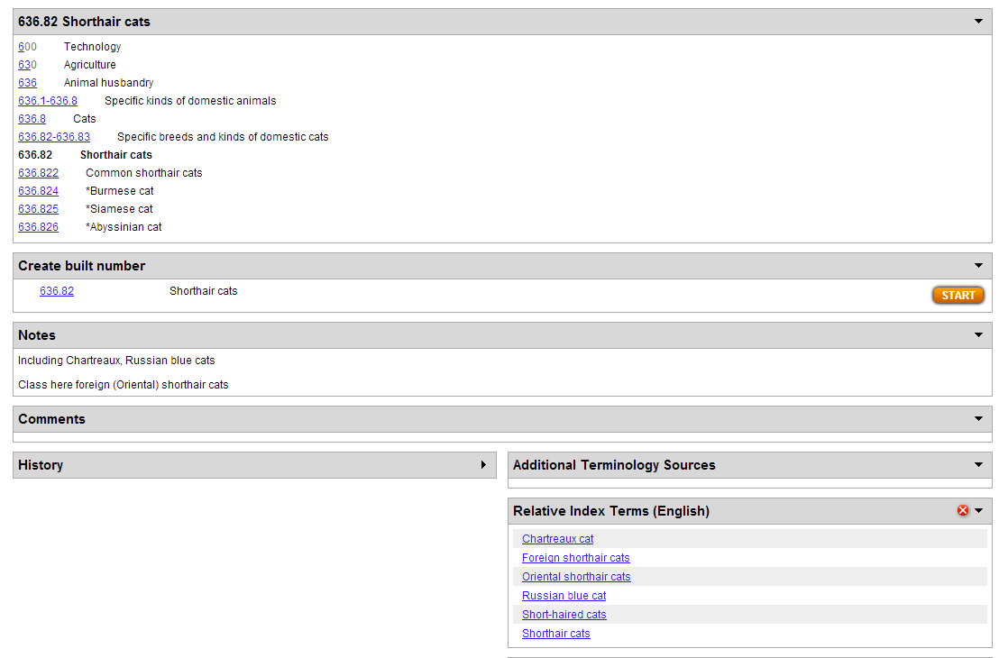 636.82 Shorthair cats
600 Technology
630 Agriculture
636 Animal husbandry
636.1-636.8 Specific kinds of domestic animals
636.8 Cats
636.82-636.83 Specific breeds and kinds of domestic cats
636.82 Shorthair cats
636.822 Common shorthair cats
636.824 *Burmese cat
636.825 *Siamese cat
636.826 *Abyssinian cat
Create built number
636.82 Shorthair cats START
Notes
Including Chartreaux, Russian blue cats
Class here foreign (Oriental) shorthair cats
Comments
History
Additional Terminology Sources
Relative Index Terms (English)
Chartreaux cat
Foreign shorthair cats
Oriental shorthair cats
Russian blue cat
Short-haired cats
Shorthair cats